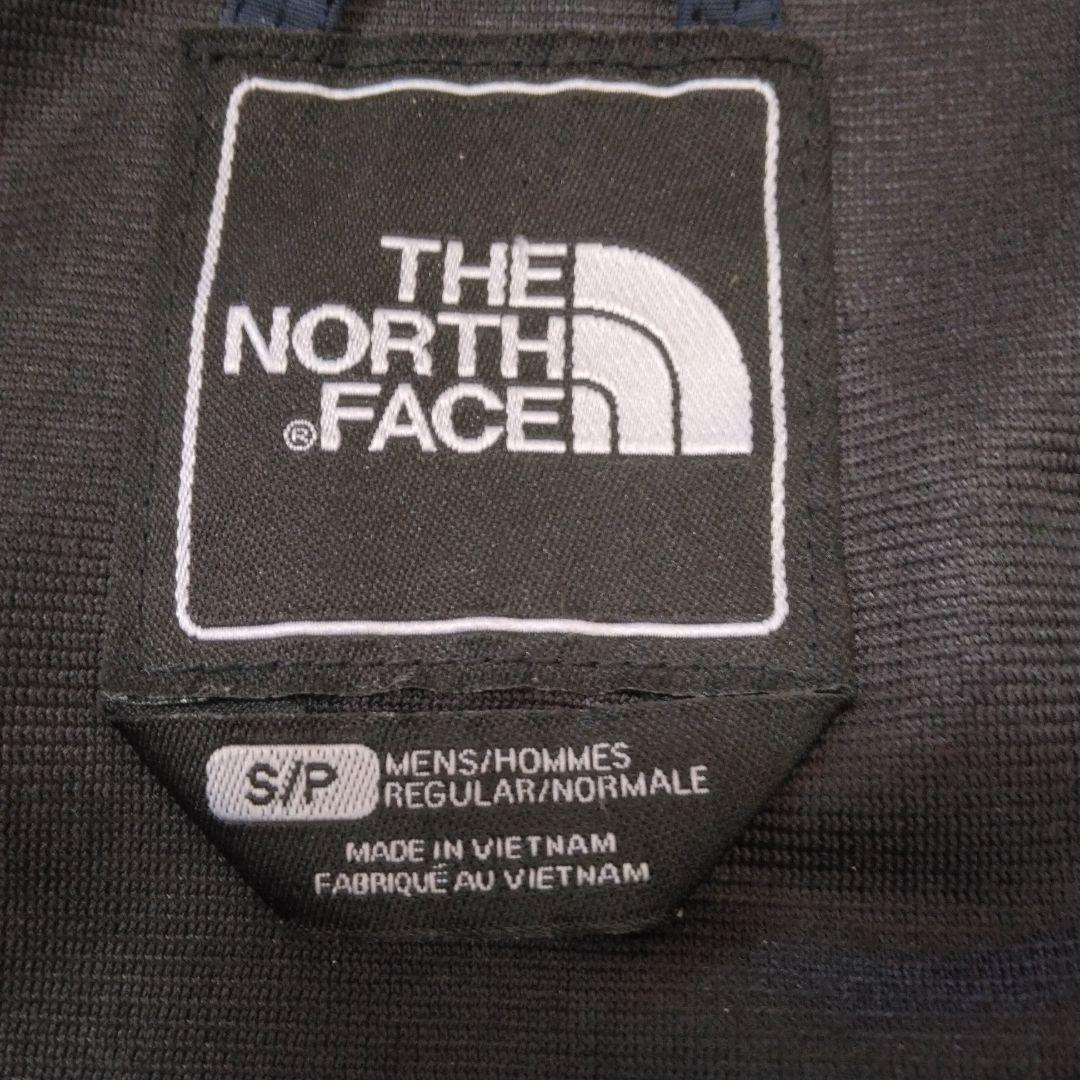 THE
NORTH
®FACE
S/P
MENS/HOMMES
REGULAR/NORMALE
MADE IN VIETNAM
FABRIQUÉ AU VIETNAM